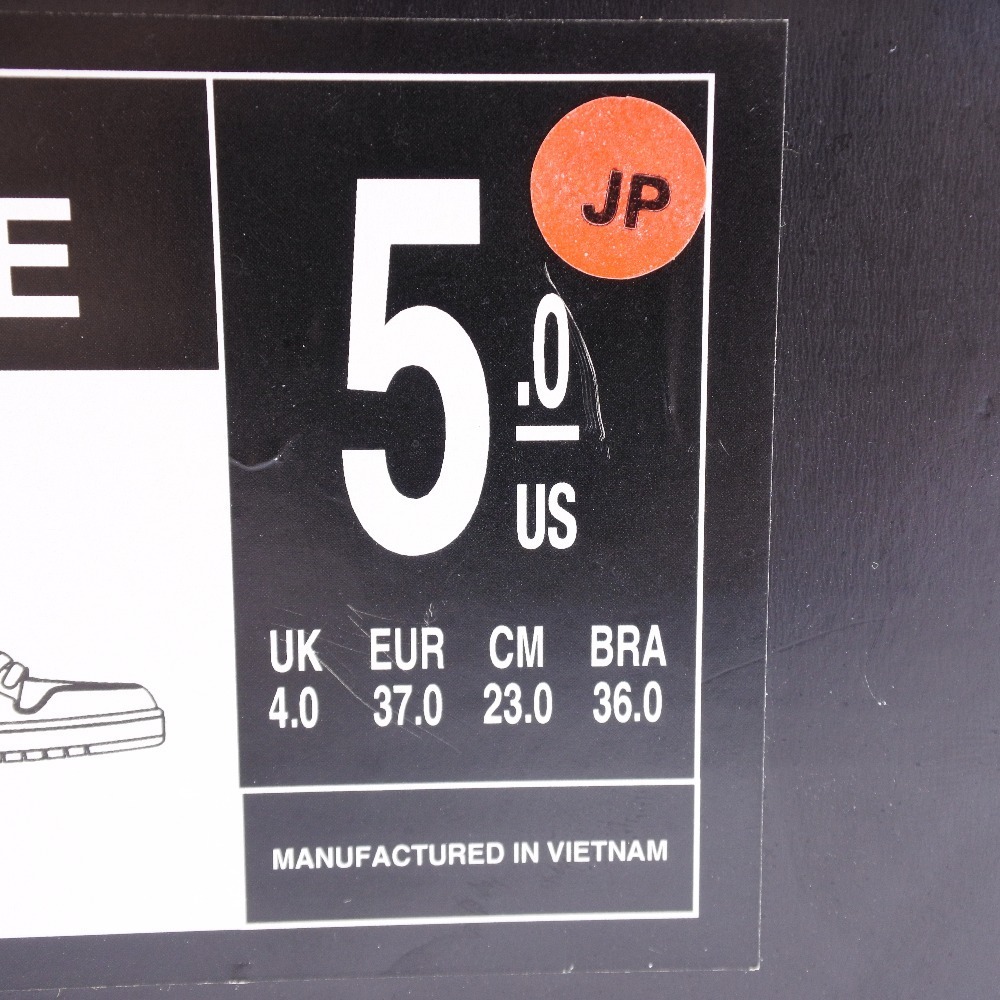 E
JP
5.0
US
UK EUR CM BRA
4.0 37.0 23.0 36.0
MANUFACTURED IN VIETNAM